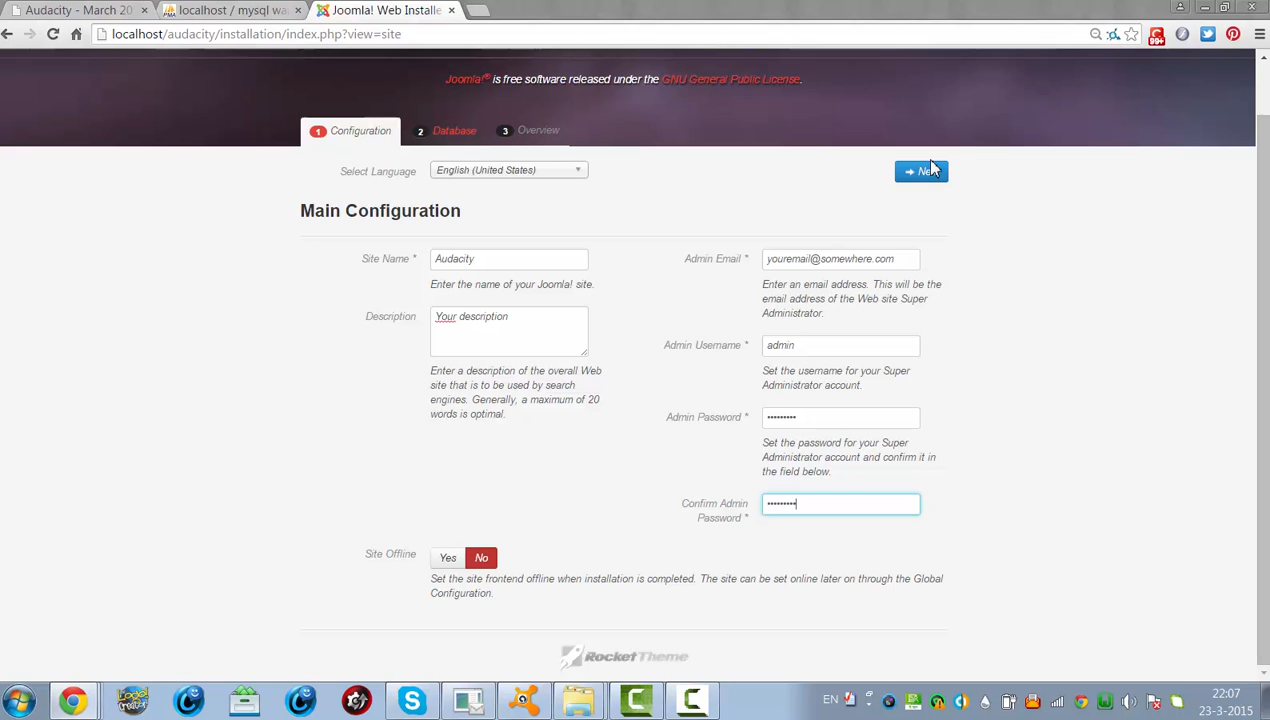 Audacity - March 20
localhost / mysql wa
Joomla! Web Installe
localhost/audacity/installation/index.php?view=site
99+
Joomla!® is free software released under the GNU General Public License.
1 Configuration
2 Database
3 Overview
Select Language
English (United States)
Main Configuration
Site Name *
Audacity
Enter the name of your Joomla! site.
Description
Your description
Enter a description of the overall Web
site that is to be used by search
engines. Generally, a maximum of 20
words is optimal.
Admin Email *
youremail@somewhere.com
Enter an email address. This will be the
email address of the Web site Super
Administrator.
Admin Username *
admin
Set the username for your Super
Administrator account.
Admin Password *
•••••••••
Set the password for your Super
Administrator account and confirm it in
the field below.
Confirm Admin
Password *
•••••••••
Site Offline
Yes
No
Set the site frontend offline when installation is completed. The site can be set online later on through the Global
Configuration.
RocketTheme
EN
22:07
23-3-2015